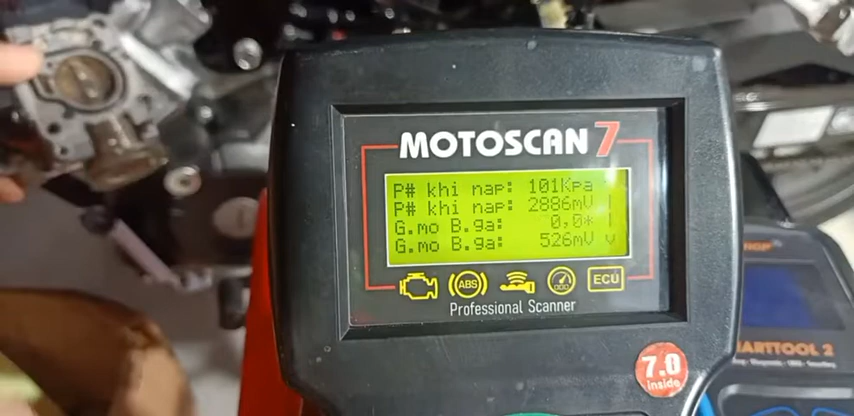 MOTOSCAN 7
P# khi nap: 101Kpa
P# khi nap: 2886mV
G.mo B.ga: 0,0*
G.mo B.ga: 526mV v
ABS
ECU
Professional Scanner
7.0
inside
ARTTOOL 2